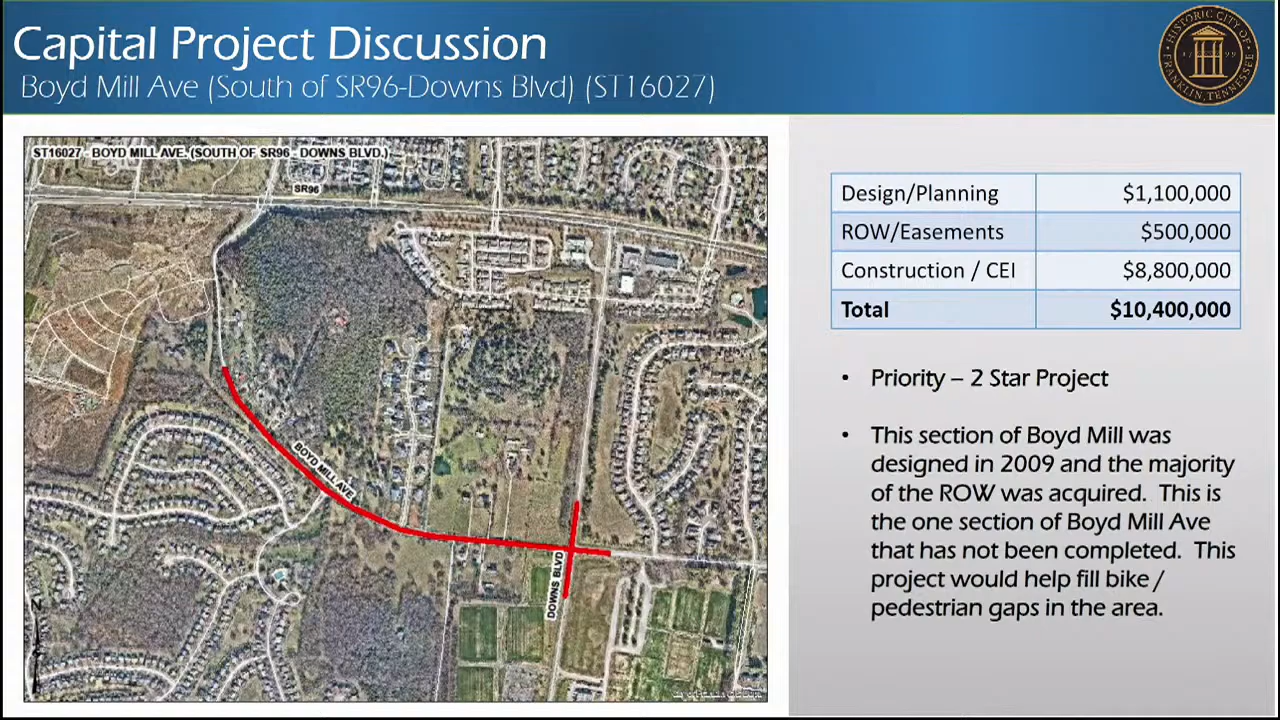 Capital Project Discussion
Boyd Mill Ave (South of SR96-Downs Blvd) (ST16027)
HISTORIC CITY OF
FRANKLIN, TENNESSEE
17 99
ST16027 - BOYD MILL AVE. (SOUTH OF SR96 - DOWNS BLVD.)
SR96
BOYD MILL AVE
DOWNS BLVD
N
Design/Planning $1,100,000
ROW/Easements $500,000
Construction / CEI $8,800,000
Total $10,400,000
• Priority – 2 Star Project
• This section of Boyd Mill was
designed in 2009 and the majority
of the ROW was acquired. This is
the one section of Boyd Mill Ave
that has not been completed. This
project would help fill bike /
pedestrian gaps in the area.